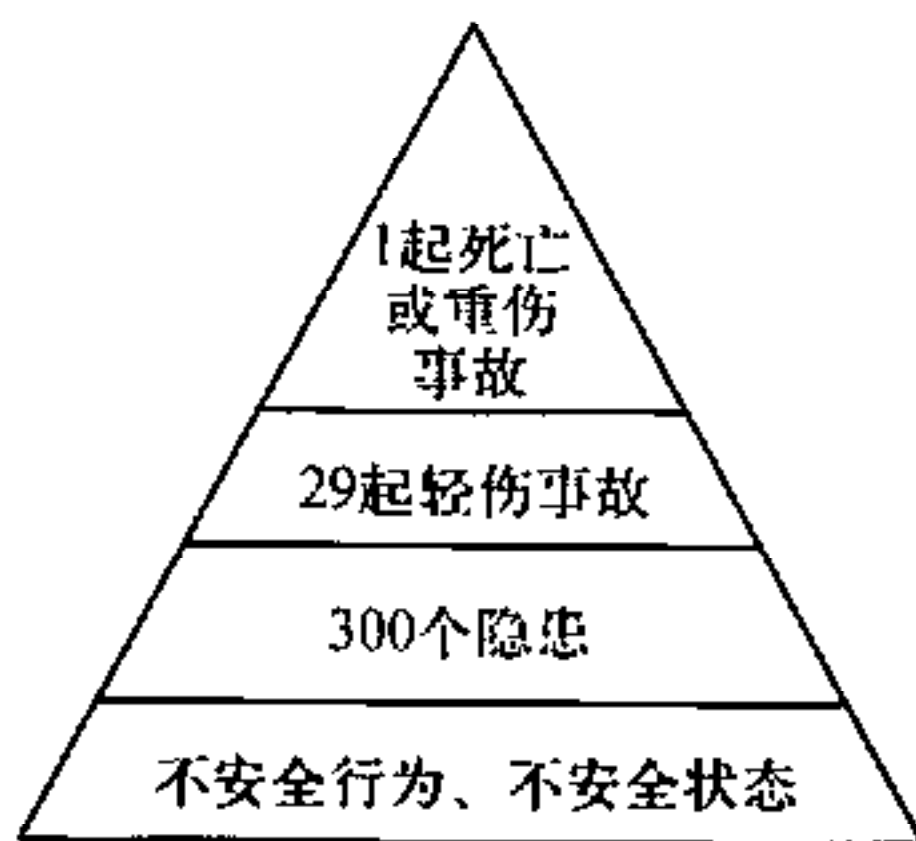 1起死亡
或重伤
事故
29起轻伤事故
300个隐患
不安全行为、不安全状态